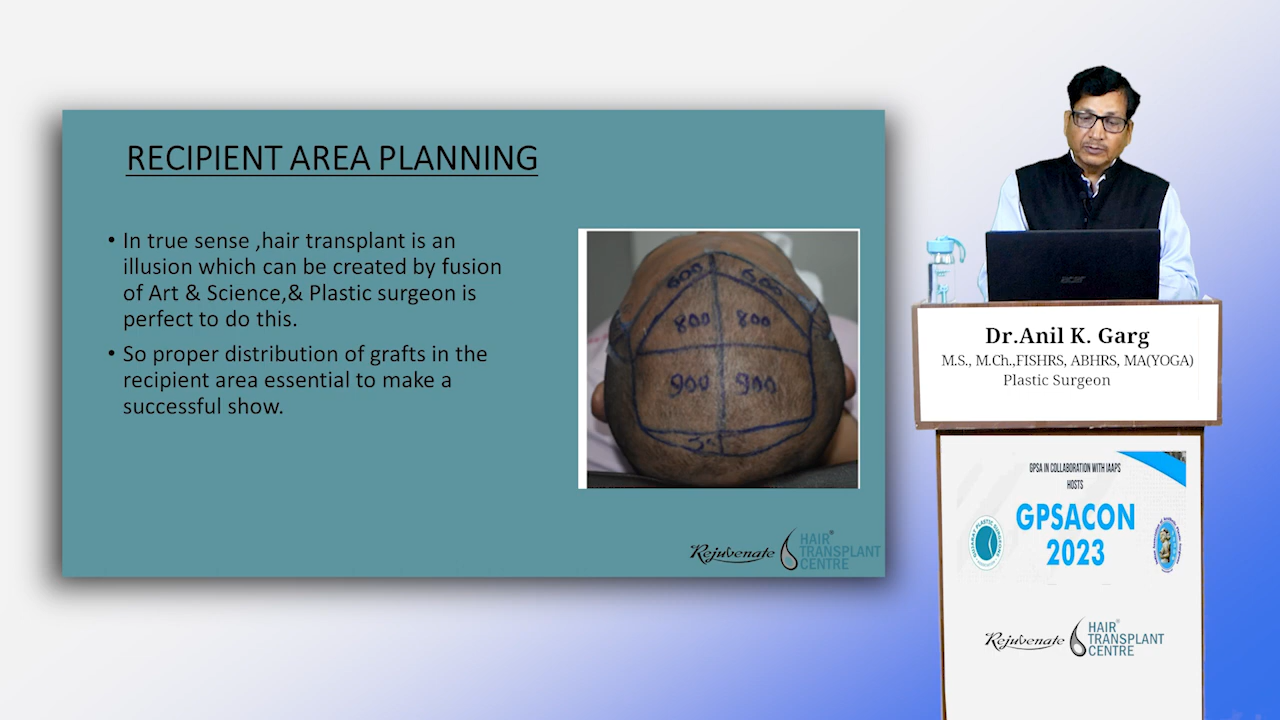 RECIPIENT AREA PLANNING
• In true sense ,hair transplant is an
illusion which can be created by fusion
of Art & Science,& Plastic surgeon is
perfect to do this.
• So proper distribution of grafts in the
recipient area essential to make a
successful show.
600 600
800 800
900 900
Rejuvenate
HAIR
TRANSPLANT
CENTRE
acer
Dr.Anil K. Garg
M.S., M.Ch.,FISHRS, ABHRS, MA(YOGA)
Plastic Surgeon
GPSA IN COLLABORATION WITH IAAPS
HOSTS
GPSACON
2023
Rejuvenate
HAIR
TRANSPLANT
CENTRE